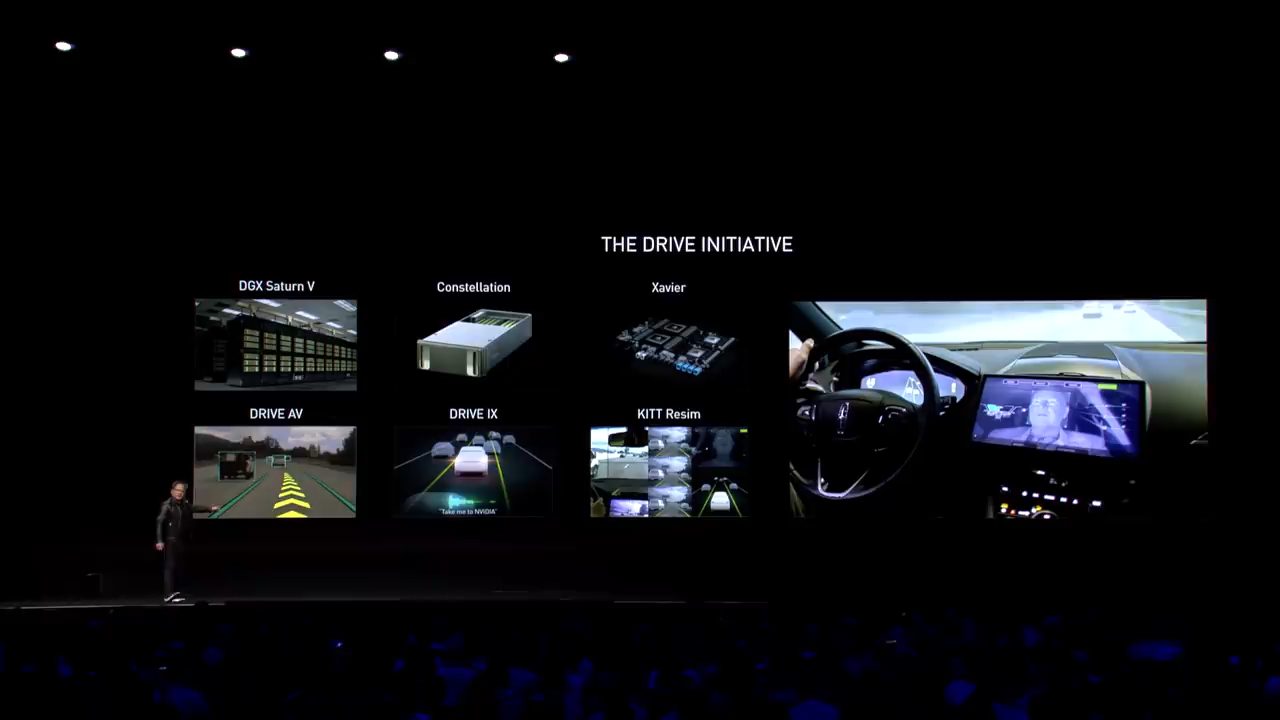 THE DRIVE INITIATIVE
DGX Saturn V
Constellation
Xavier
DRIVE AV
DRIVE IX
KITT Resim
"Take me to NVIDIA"